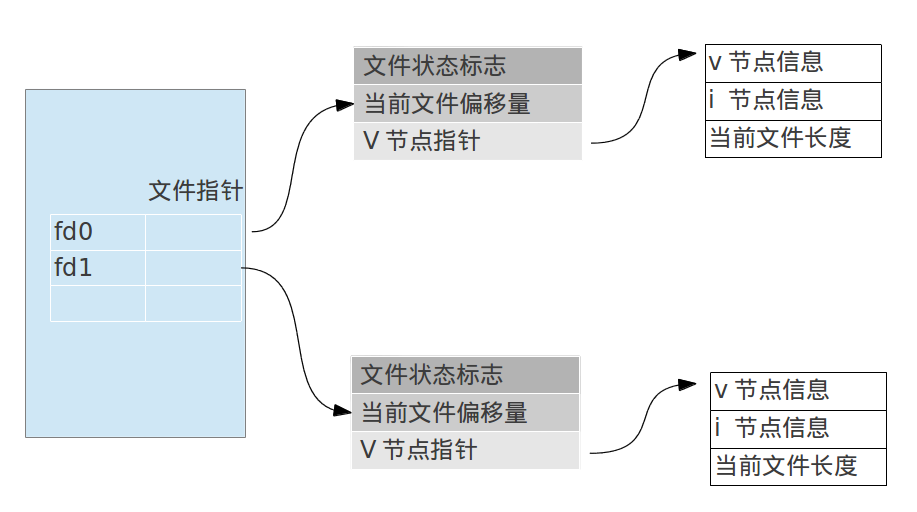 文件指针
fd0
fd1
文件状态标志
当前文件偏移量
V 节点指针
v 节点信息
i 节点信息
当前文件长度
文件状态标志
当前文件偏移量
V 节点指针
v 节点信息
i 节点信息
当前文件长度